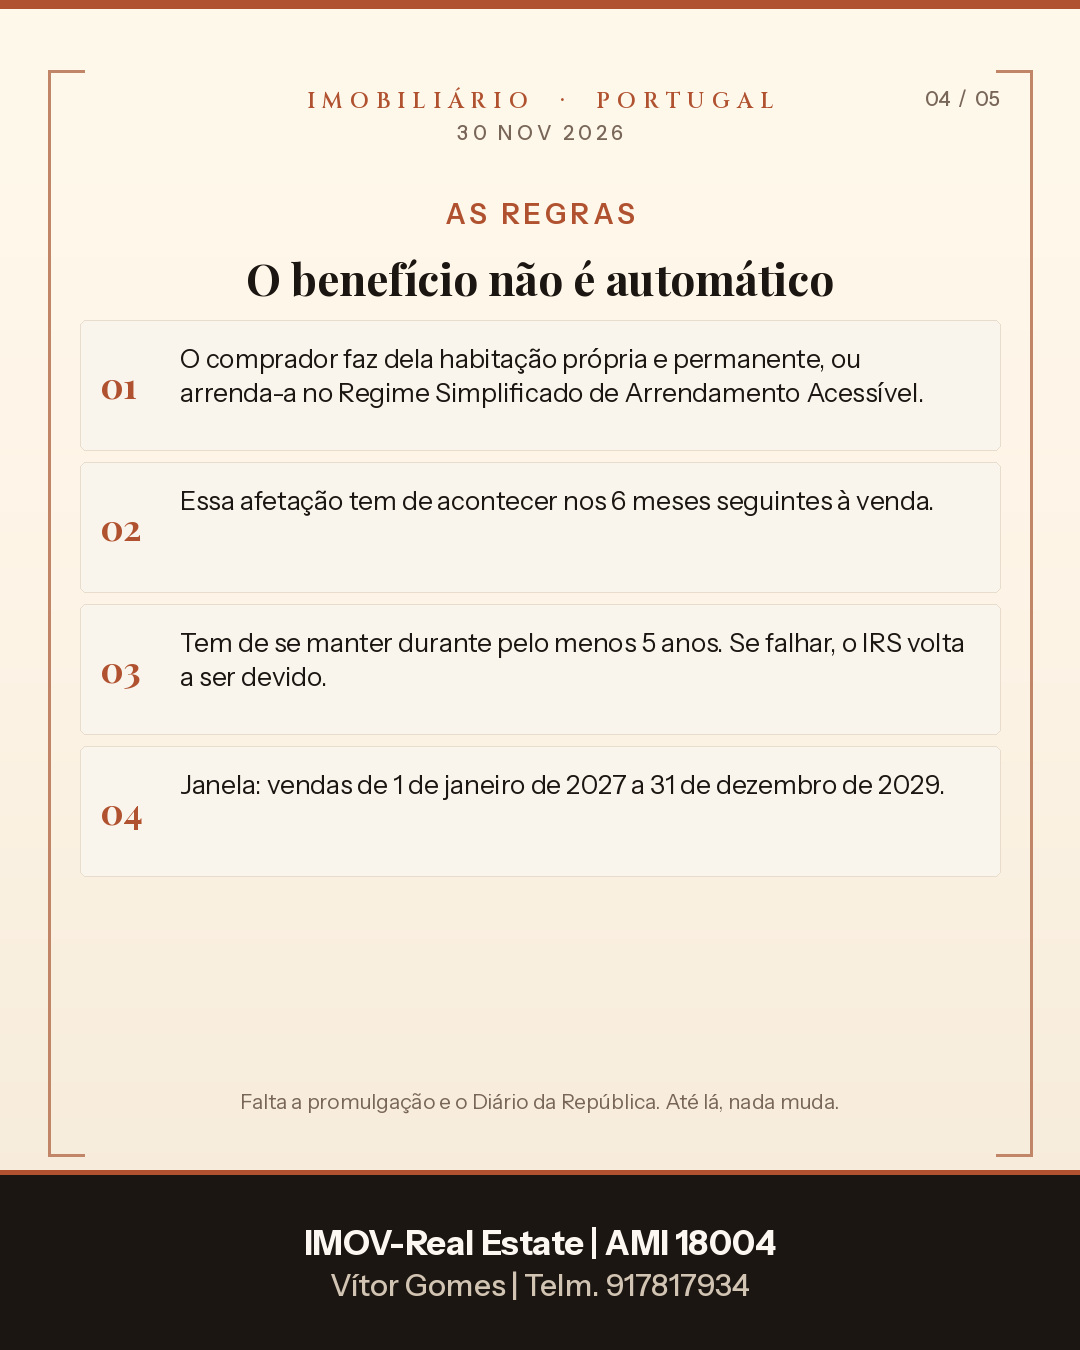 IMOBILIÁRIO · PORTUGAL
04 / 05
30 NOV 2026
AS REGRAS
O benefício não é automático
01
O comprador faz dela habitação própria e permanente, ou
arrenda-a no Regime Simplificado de Arrendamento Acessível.
02
Essa afetação tem de acontecer nos 6 meses seguintes à venda.
03
Tem de se manter durante pelo menos 5 anos. Se falhar, o IRS volta
a ser devido.
04
Janela: vendas de 1 de janeiro de 2027 a 31 de dezembro de 2029.
Falta a promulgação e o Diário da República. Até lá, nada muda.
IMOV-Real Estate | AMI 18004
Vítor Gomes | Telm. 917817934